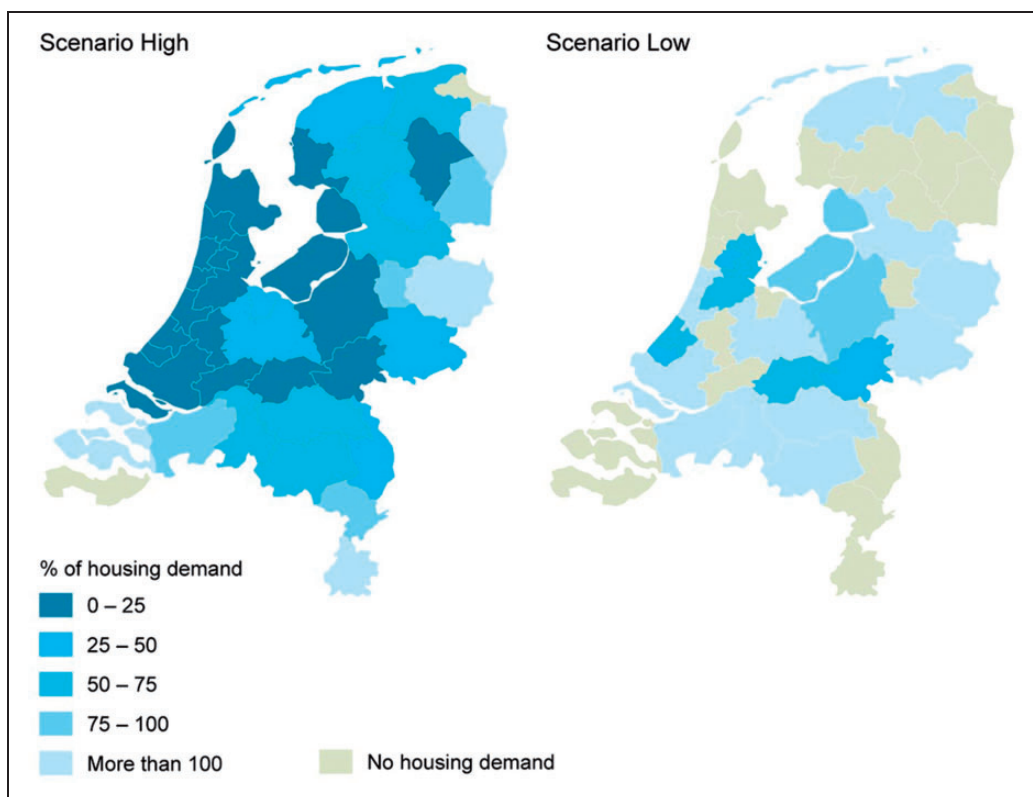 Scenario High
Scenario Low
% of housing demand
0 – 25
25 – 50
50 – 75
75 – 100
More than 100
No housing demand